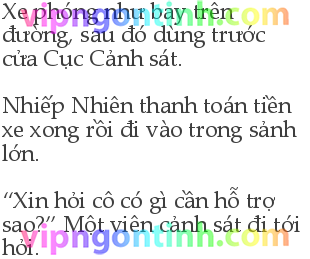 Xe phóng như bay trên
đường, sau đó dừng trước
cửa Cục Cảnh sát.
Nhiếp Nhiên thanh toán tiền
xe xong rồi đi vào trong sảnh
lớn.
“Xin hỏi cô có gì cần hỗ trợ
sao?” Một viên cảnh sát đi tới
hỏi.
vipngontinh.com
vipngontinh.com